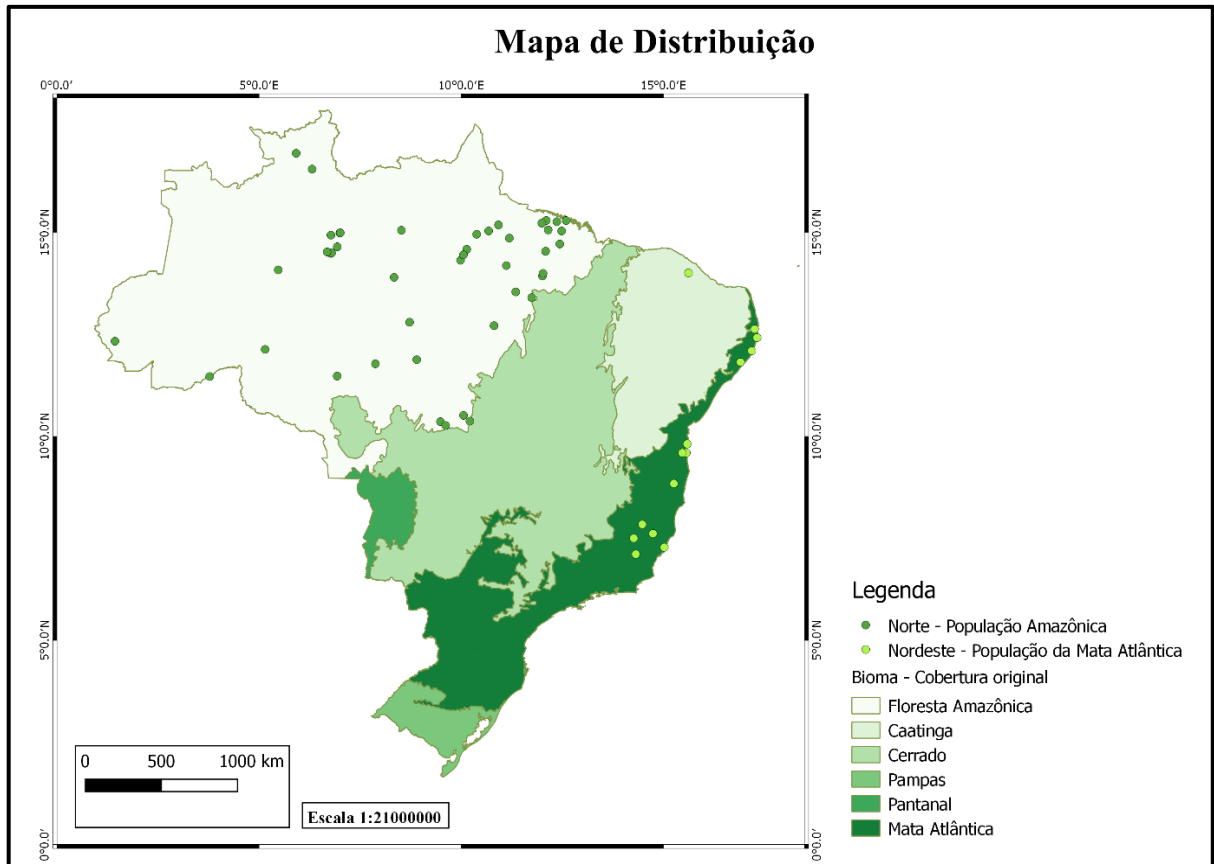 Mapa de Distribuição
0°0.0′ 5°0.0′E 10°0.0′E 15°0.0′E
15°0.0′N 15°0.0′N
10°0.0′N 10°0.0′N
5°0.0′N 5°0.0′N
0°0.0′ 0°0.0′
Legenda
Norte - População Amazônica
Nordeste - População da Mata Atlântica
Bioma - Cobertura original
Floresta Amazônica
Caatinga
Cerrado
Pampas
Pantanal
Mata Atlântica
0 500 1000 km
Escala 1:21000000